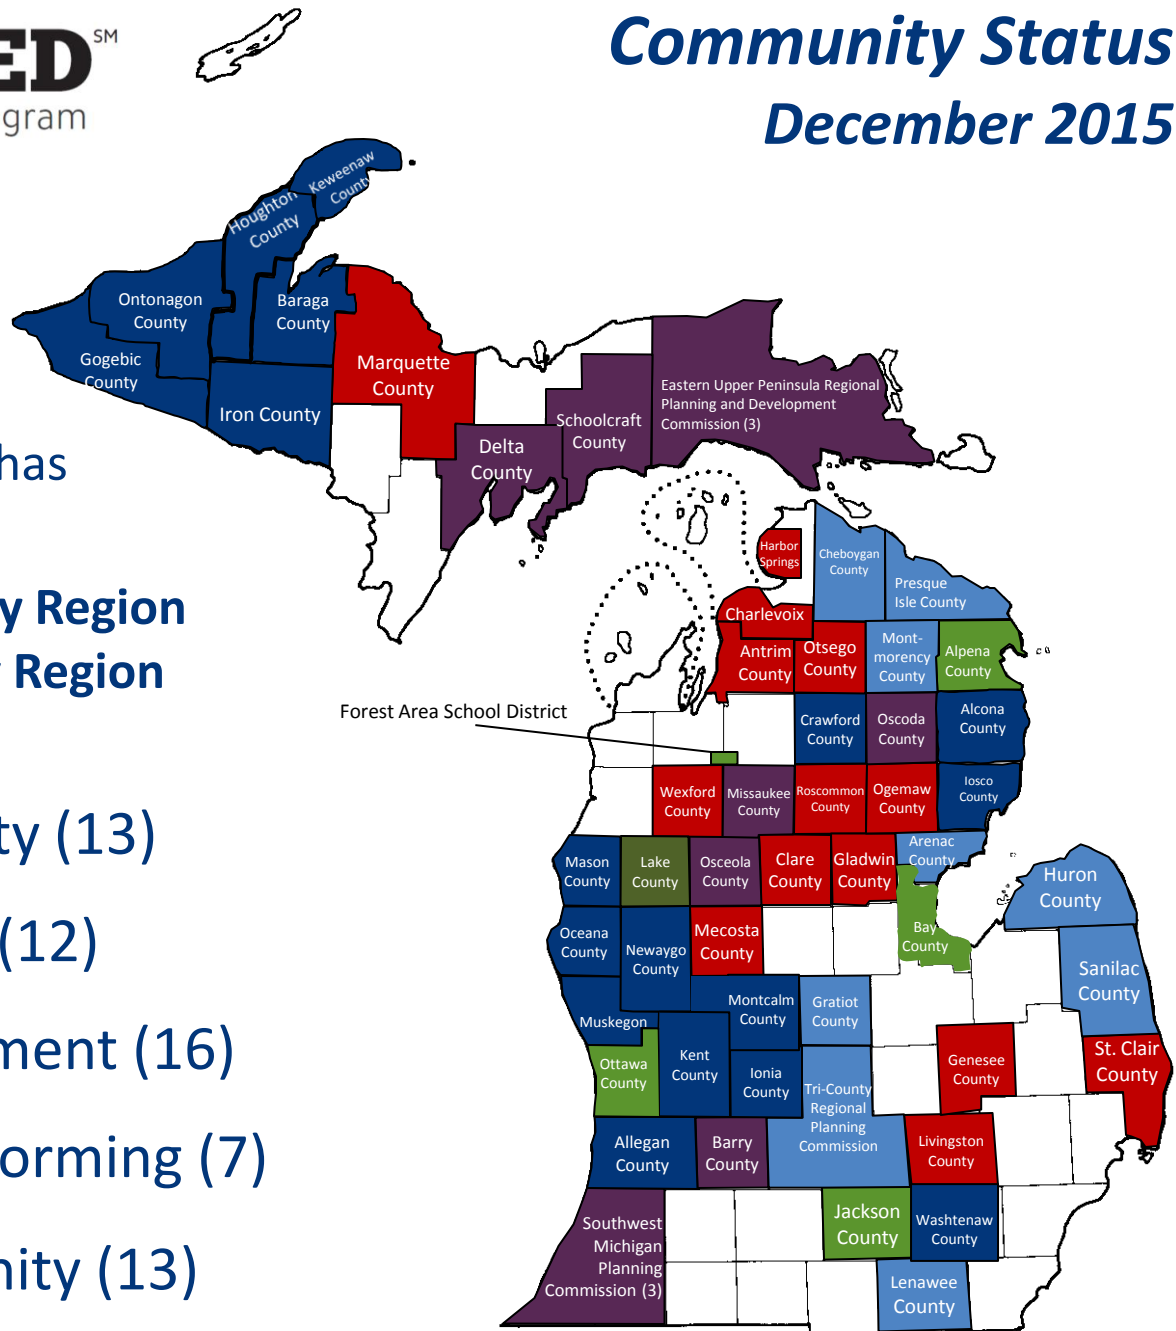 ED SM
gram
Community Status
December 2015
has
y Region
Region
ty (13)
(12)
ment (16)
orming (7)
nity (13)
Keweenaw
County
Houghton
County
Ontonagon
County
Baraga
County
Gogebic
County
Iron County
Marquette
County
Delta
County
Schoolcraft
County
Eastern Upper Peninsula Regional
Planning and Development
Commission (3)
Harbor
Springs
Cheboygan
County
Presque
Isle County
Charlevoix
Antrim
County
Otsego
County
Mont-
morency
County
Alpena
County
Forest Area School District
Crawford
County
Oscoda
County
Alcona
County
Wexford
County
Missaukee
County
Roscommon
County
Ogemaw
County
Iosco
County
Mason
County
Lake
County
Osceola
County
Clare
County
Gladwin
County
Arenac
County
Huron
County
Oceana
County
Newaygo
County
Mecosta
County
Bay
County
Sanilac
County
Muskegon
Montcalm
County
Gratiot
County
Ottawa
County
Kent
County
Ionia
County
Tri-County
Regional
Planning
Commission
Genesee
County
St. Clair
County
Allegan
County
Barry
County
Livingston
County
Southwest
Michigan
Planning
Commission (3)
Jackson
County
Washtenaw
County
Lenawee
County